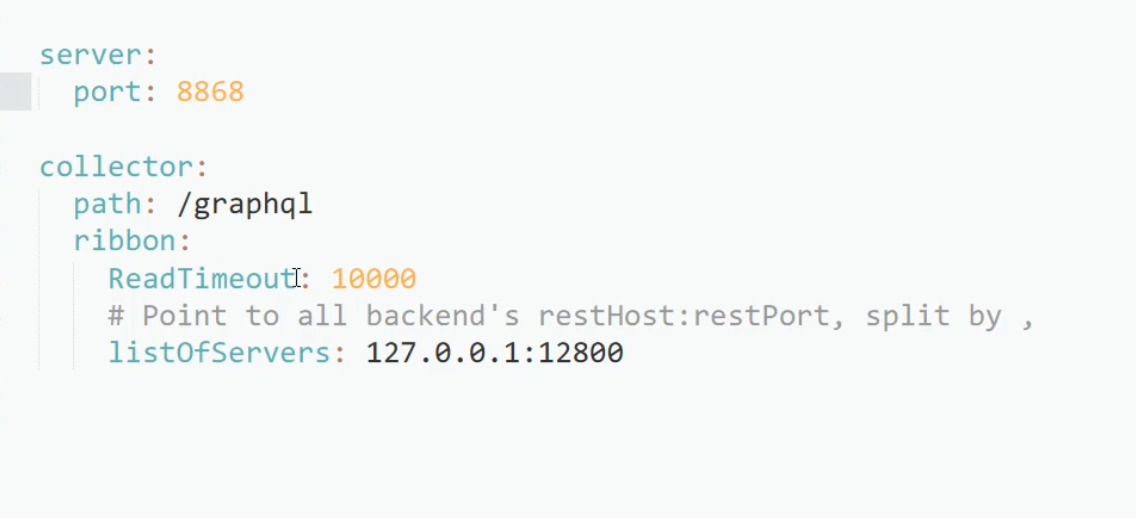 server:
port: 8868
collector:
path: /graphql
ribbon:
ReadTimeout: 10000
# Point to all backend's restHost:restPort, split by ,
listOfServers: 127.0.0.1:12800